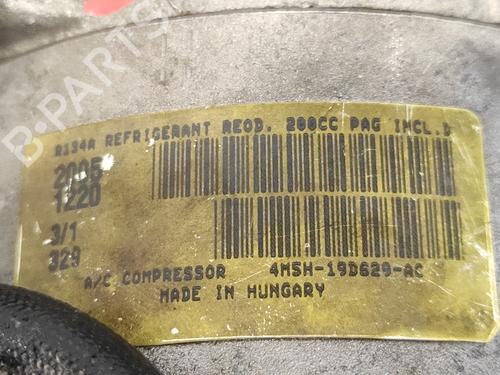 B-PARTS
R134A REFRIGERANT REQD. 200CC PAG INCL.D
2005
1220
3/1
329
A/C COMPRESSOR 4M5H-19D629-AC
MADE IN HUNGARY